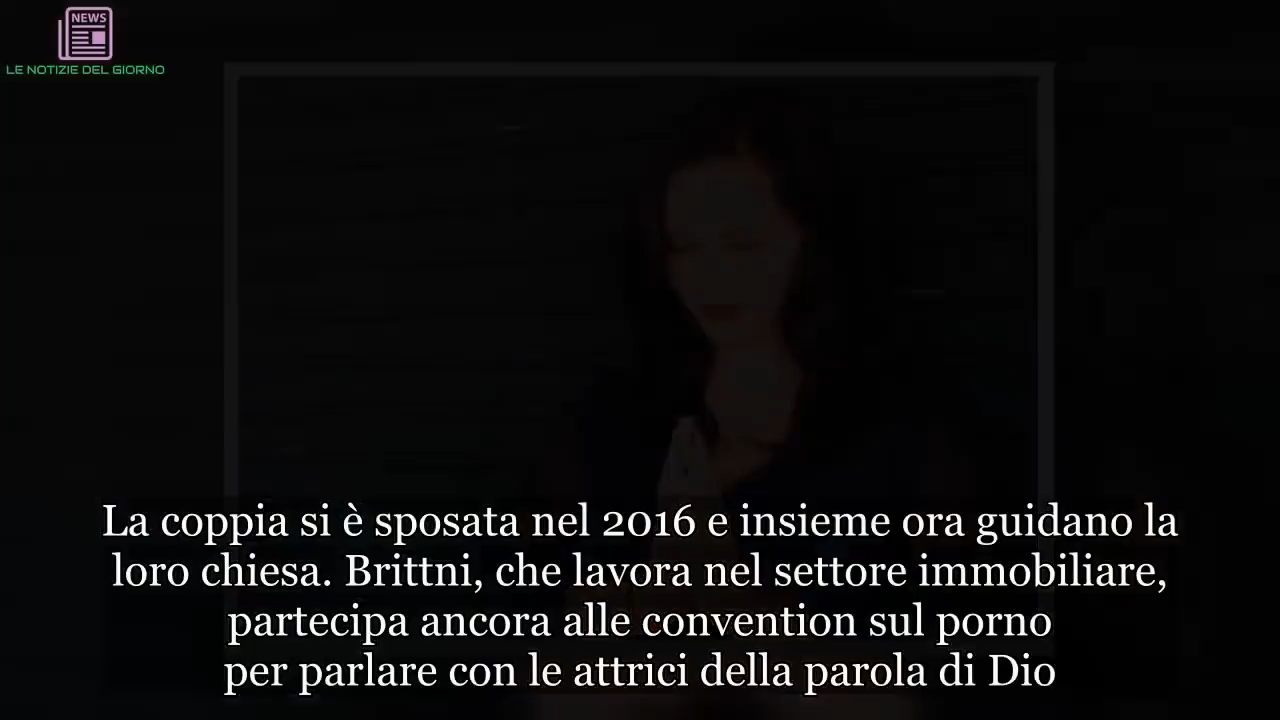 NEWS
LE NOTIZIE DEL GIORNO
La coppia si è sposata nel 2016 e insieme ora guidano la
loro chiesa. Brittni, che lavora nel settore immobiliare,
partecipa ancora alle convention sul porno
per parlare con le attrici della parola di Dio